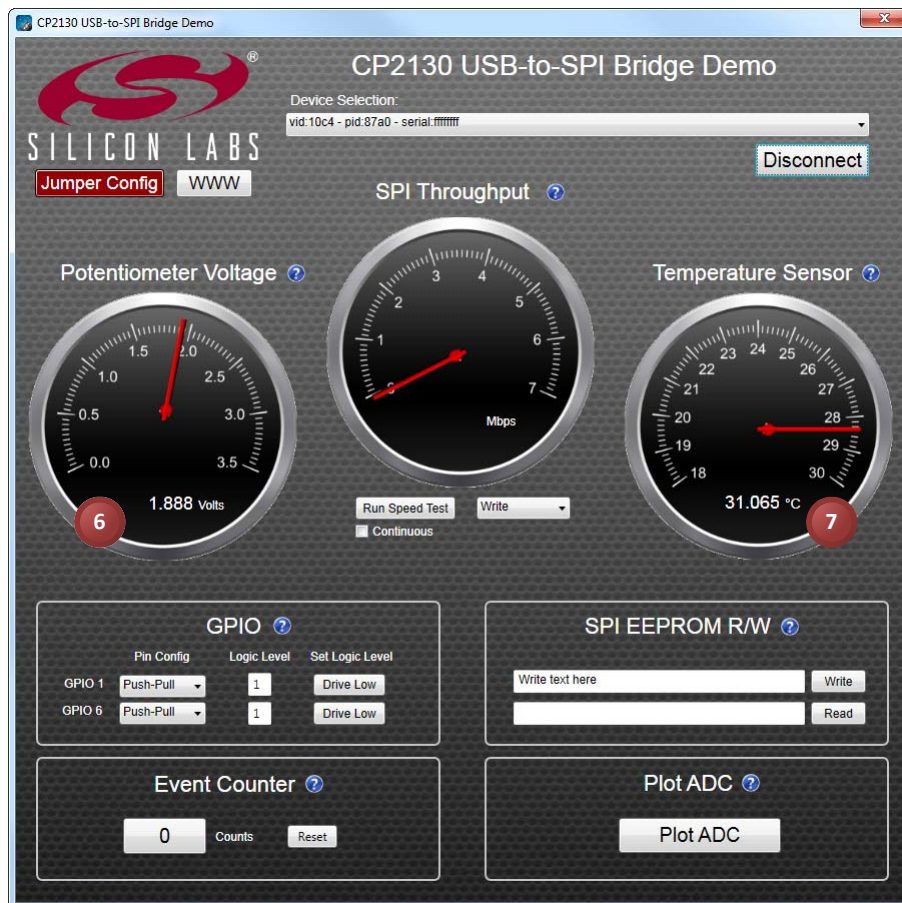 CP2130 USB-to-SPI Bridge Demo
x
SILICON LABS
®
CP2130 USB-to-SPI Bridge Demo
Device Selection:
vid:10c4 - pid:87a0 - serial:ffffffff
Disconnect
Jumper Config
WWW
SPI Throughput ?
0 1 2 3 4 5 6 7
Mbps
Run Speed Test
Write
Continuous
Potentiometer Voltage ?
0.0 0.5 1.0 1.5 2.0 2.5 3.0 3.5
1.888 Volts
6
Temperature Sensor ?
18 19 20 21 22 23 24 25 26 27 28 29 30
31.065 °C
7
GPIO ?
Pin Config Logic Level Set Logic Level
GPIO 1 Push-Pull 1 Drive Low
GPIO 6 Push-Pull 1 Drive Low
SPI EEPROM R/W ?
Write text here Write
Read
Event Counter ?
0 Counts Reset
Plot ADC ?
Plot ADC